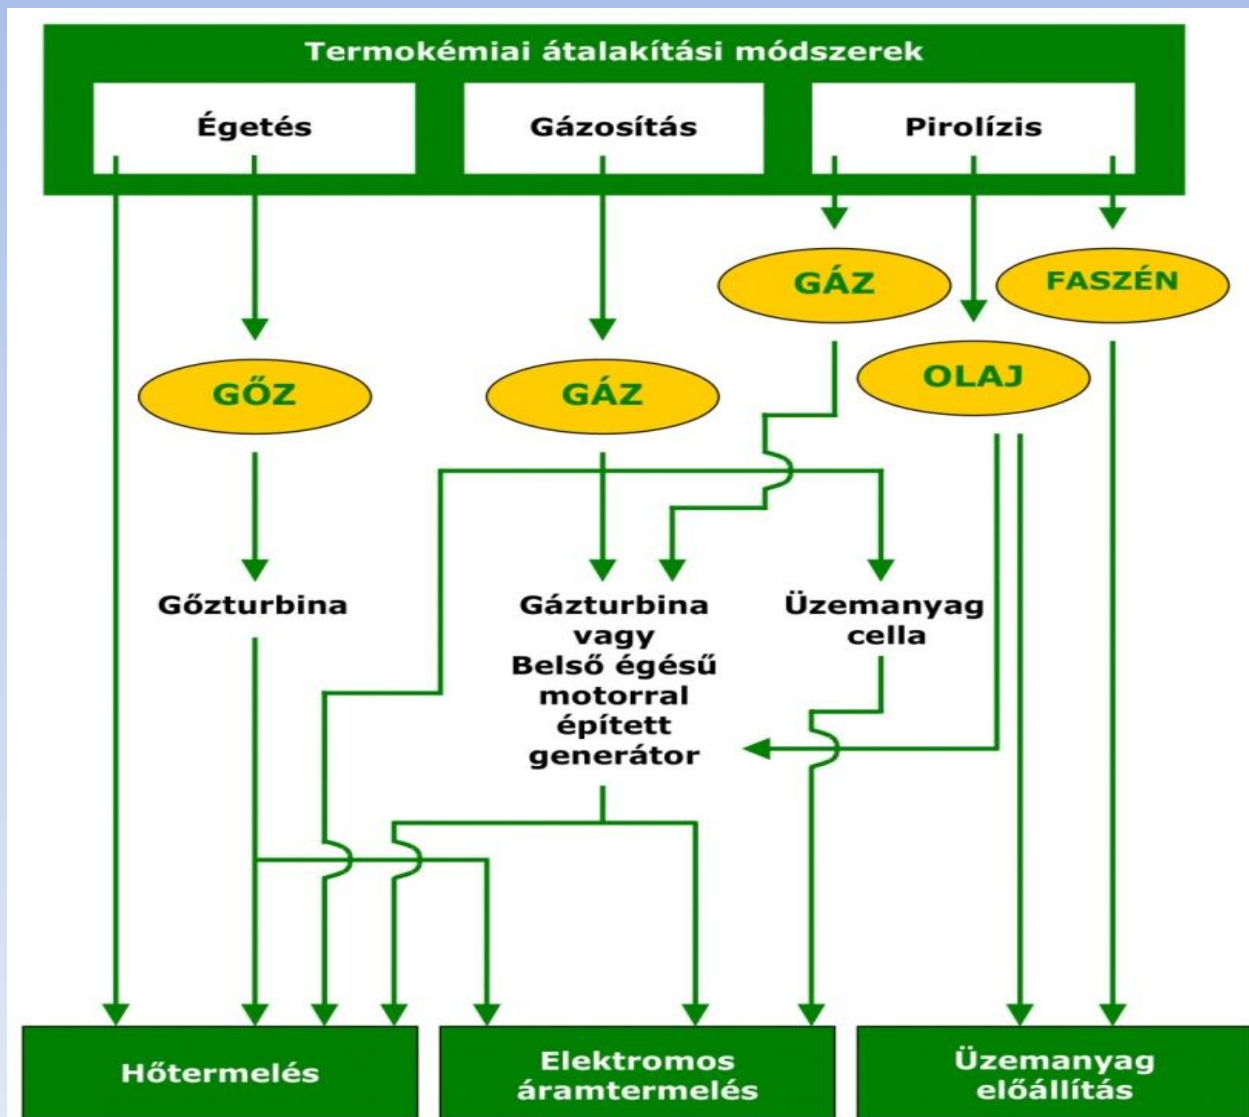 Termokémiai átalakítási módszerek
Égetés
Gázosítás
Pirolízis
GÁZ
FASZÉN
OLAJ
GŐZ
GÁZ
Gőzturbina
Gázturbina
vagy
Belső égésű
motorral
épített
generátor
Üzemanyag
cella
Hőtermelés
Elektromos
áramtermelés
Üzemanyag
előállítás